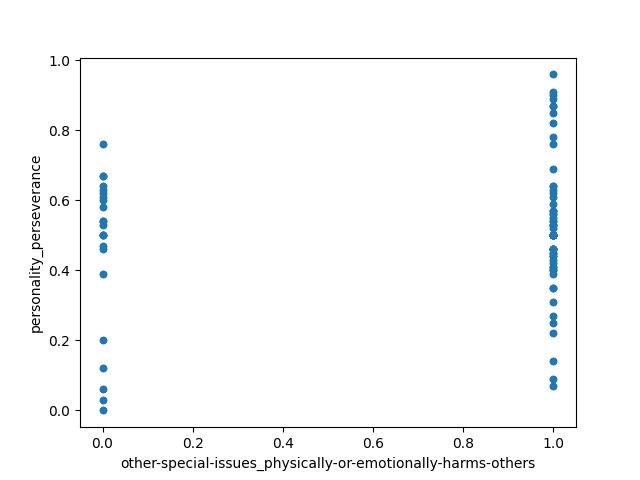 1.0
0.8
0.6
0.4
0.2
0.0
personality_perseverance
0.0 0.2 0.4 0.6 0.8 1.0
other-special-issues_physically-or-emotionally-harms-others